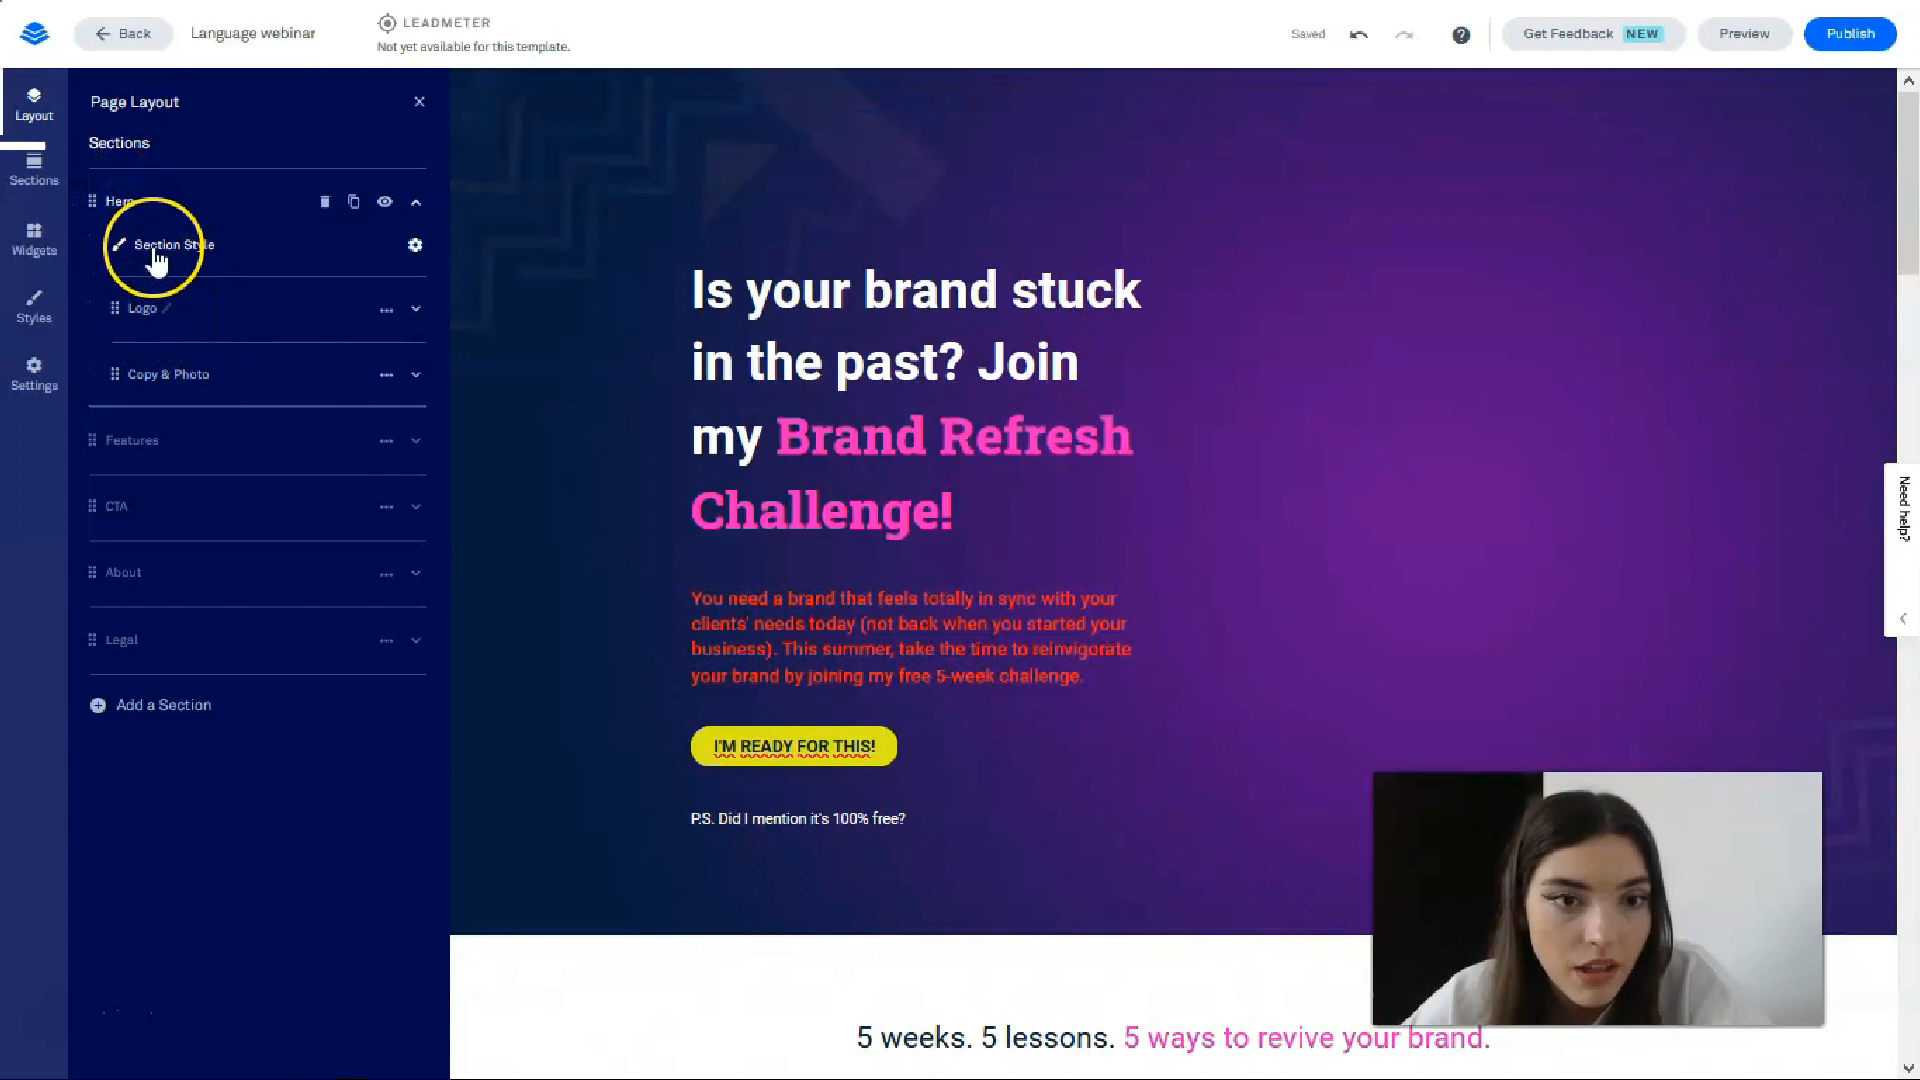 Back
Language webinar
LEADMETER
Not yet available for this template.
Saved
Get Feedback NEW
Preview
Publish
Layout
Sections
Widgets
Styles
Settings
Page Layout
Sections
Hero
Section Style
Logo
Copy & Photo
Features
CTA
About
Legal
Add a Section
Is your brand stuck
in the past? Join
my Brand Refresh
Challenge!
You need a brand that feels totally in sync with your
clients' needs today (not back when you started your
business). This summer, take the time to reinvigorate
your brand by joining my free 5-week challenge.
I'M READY FOR THIS!
P.S. Did I mention it's 100% free?
5 weeks. 5 lessons. 5 ways to revive your brand.
Need help?